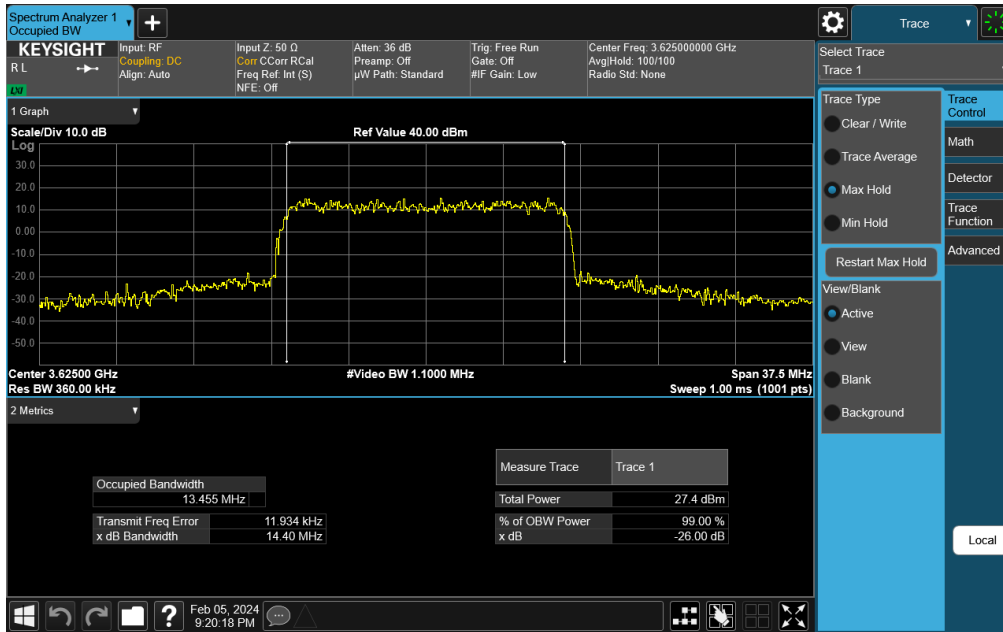 Spectrum Analyzer 1
Occupied BW
Trace
KEYSIGHT
R L
LXI
Input: RF
Coupling: DC
Align: Auto
Input Z: 50 Ω
Corr CCorr RCal
Freq Ref: Int (S)
NFE: Off
Atten: 36 dB
Preamp: Off
µW Path: Standard
Trig: Free Run
Gate: Off
#IF Gain: Low
Center Freq: 3.625000000 GHz
Avg|Hold: 100/100
Radio Std: None
Select Trace
Trace 1
1 Graph
Scale/Div 10.0 dB
Ref Value 40.00 dBm
Log
30.0
20.0
10.0
0.00
-10.0
-20.0
-30.0
-40.0
-50.0
Center 3.62500 GHz
#Video BW 1.1000 MHz
Span 37.5 MHz
Res BW 360.00 kHz
Sweep 1.00 ms (1001 pts)
Trace Type
Clear / Write
Trace Average
Max Hold
Min Hold
Restart Max Hold
View/Blank
Active
View
Blank
Background
Trace
Control
Math
Detector
Trace
Function
Advanced
Local
2 Metrics
Occupied Bandwidth
13.455 MHz
Transmit Freq Error 11.934 kHz
x dB Bandwidth 14.40 MHz
Measure Trace Trace 1
Total Power 27.4 dBm
% of OBW Power 99.00 %
x dB -26.00 dB
?
Feb 05, 2024
9:20:18 PM